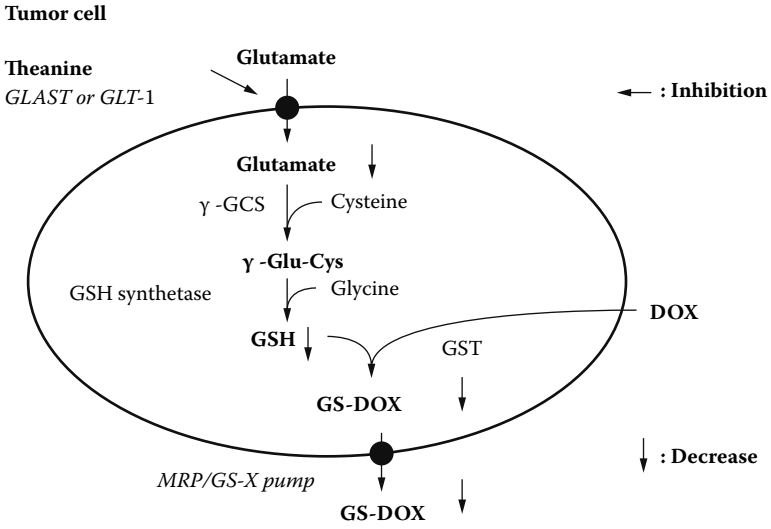 Tumor cell
Glutamate
Theanine
GLAST or GLT-1
: Inhibition
Glutamate
γ -GCS
Cysteine
γ -Glu-Cys
GSH synthetase
Glycine
GSH
DOX
GST
GS-DOX
: Decrease
MRP/GS-X pump
GS-DOX